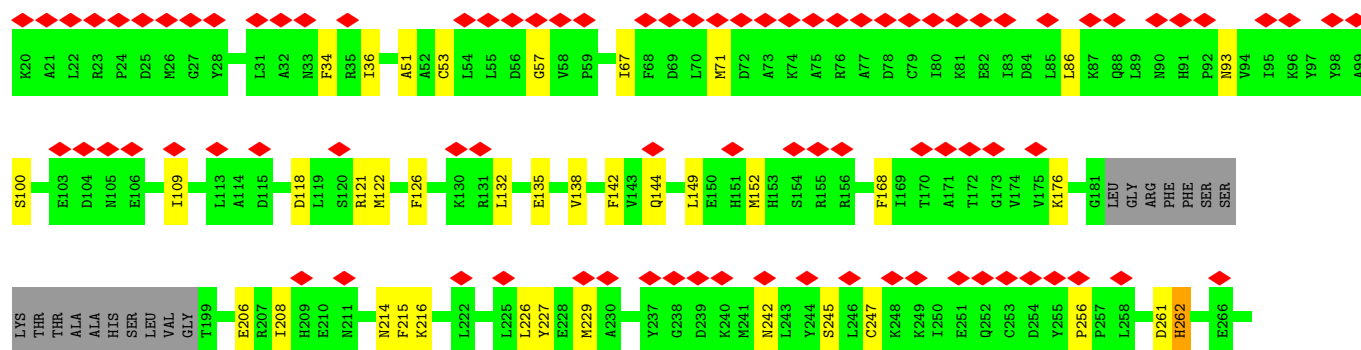 K20 A21 L22 R23 P24 D25 M26 G27 Y28 L31 A32 N33 F34 R35 I36 A51 A52 C53 L54 L55 D56 G57 V58 P59 I67 F68 D69 L70 M71 D72 A73 K74 A75 R76 A77 D78 C79 I80 K81 E82 I83 D84 L85 L86 K87 Q88 L89 N90 H91 P92 N93 V94 I95 K96 Y97 Y98 A99
S100 E103 D104 N105 E106 I109 L113 A114 D115 D118 L119 S120 R121 M122 F126 K130 R131 L132 E135 V138 F142 V143 Q144 L149 E150 H151 M152 H153 S154 R155 R156 F168 I169 T170 A171 T172 G173 V174 V175 K176 G181 LEU GLY ARG PHE PHE SER SER
LYS THR THR ALA ALA HIS SER LEU VAL GLY T199 E206 R207 I208 H209 E210 N211 N214 F215 K216 L222 L225 L226 Y227 E228 M229 A230 Y237 G238 D239 K240 M241 N242 L243 Y244 S245 L246 C247 K248 K249 I250 E251 Q252 C253 D254 Y255 P256 P257 L258 D261 H262 E266